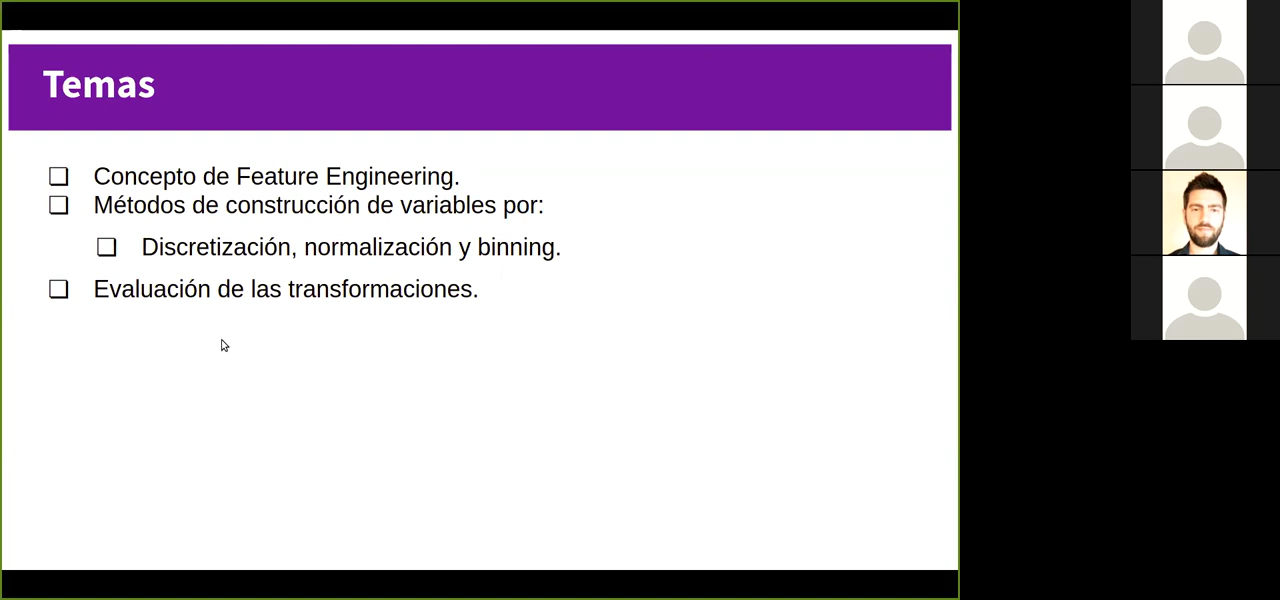 Temas
❏ Concepto de Feature Engineering.
❏ Métodos de construcción de variables por:
❏ Discretización, normalización y binning.
❏ Evaluación de las transformaciones.